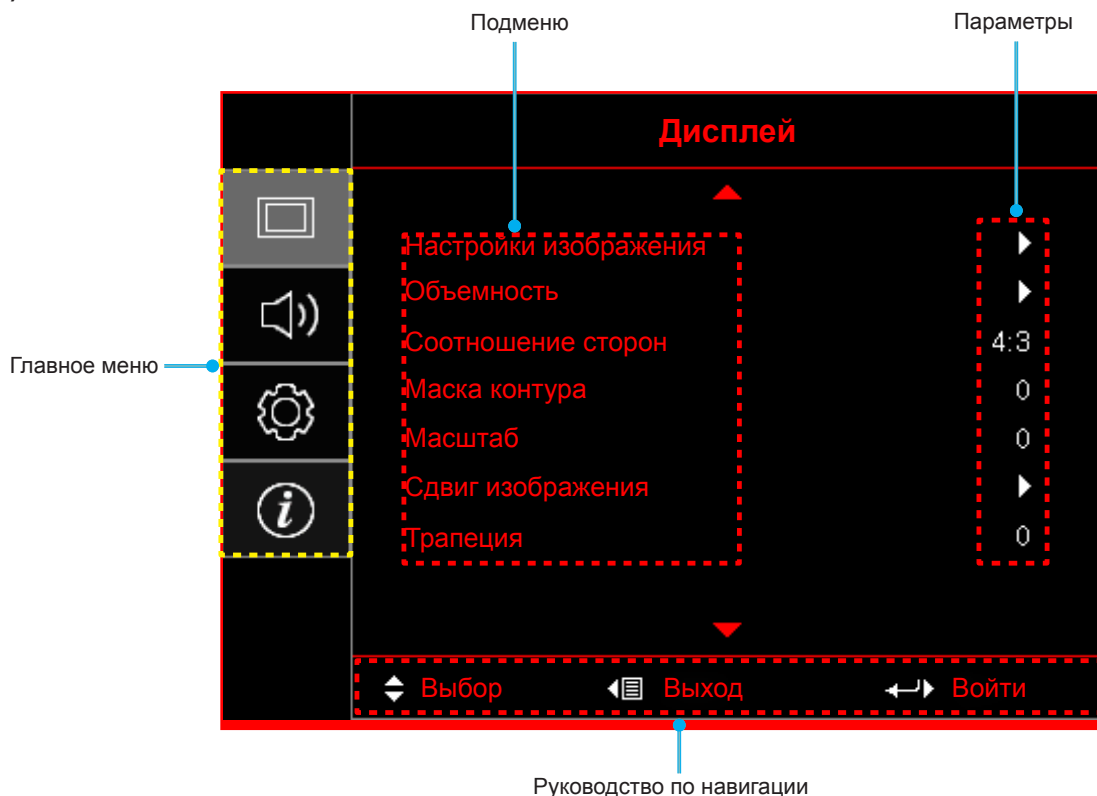 Подменю
Параметры
Дисплей
Настройки изображения
Объемность
Соотношение сторон 4:3
Маска контура 0
Масштаб 0
Сдвиг изображения
Трапеция 0
Главное меню
Выбор Выход Войти
Руководство по навигации